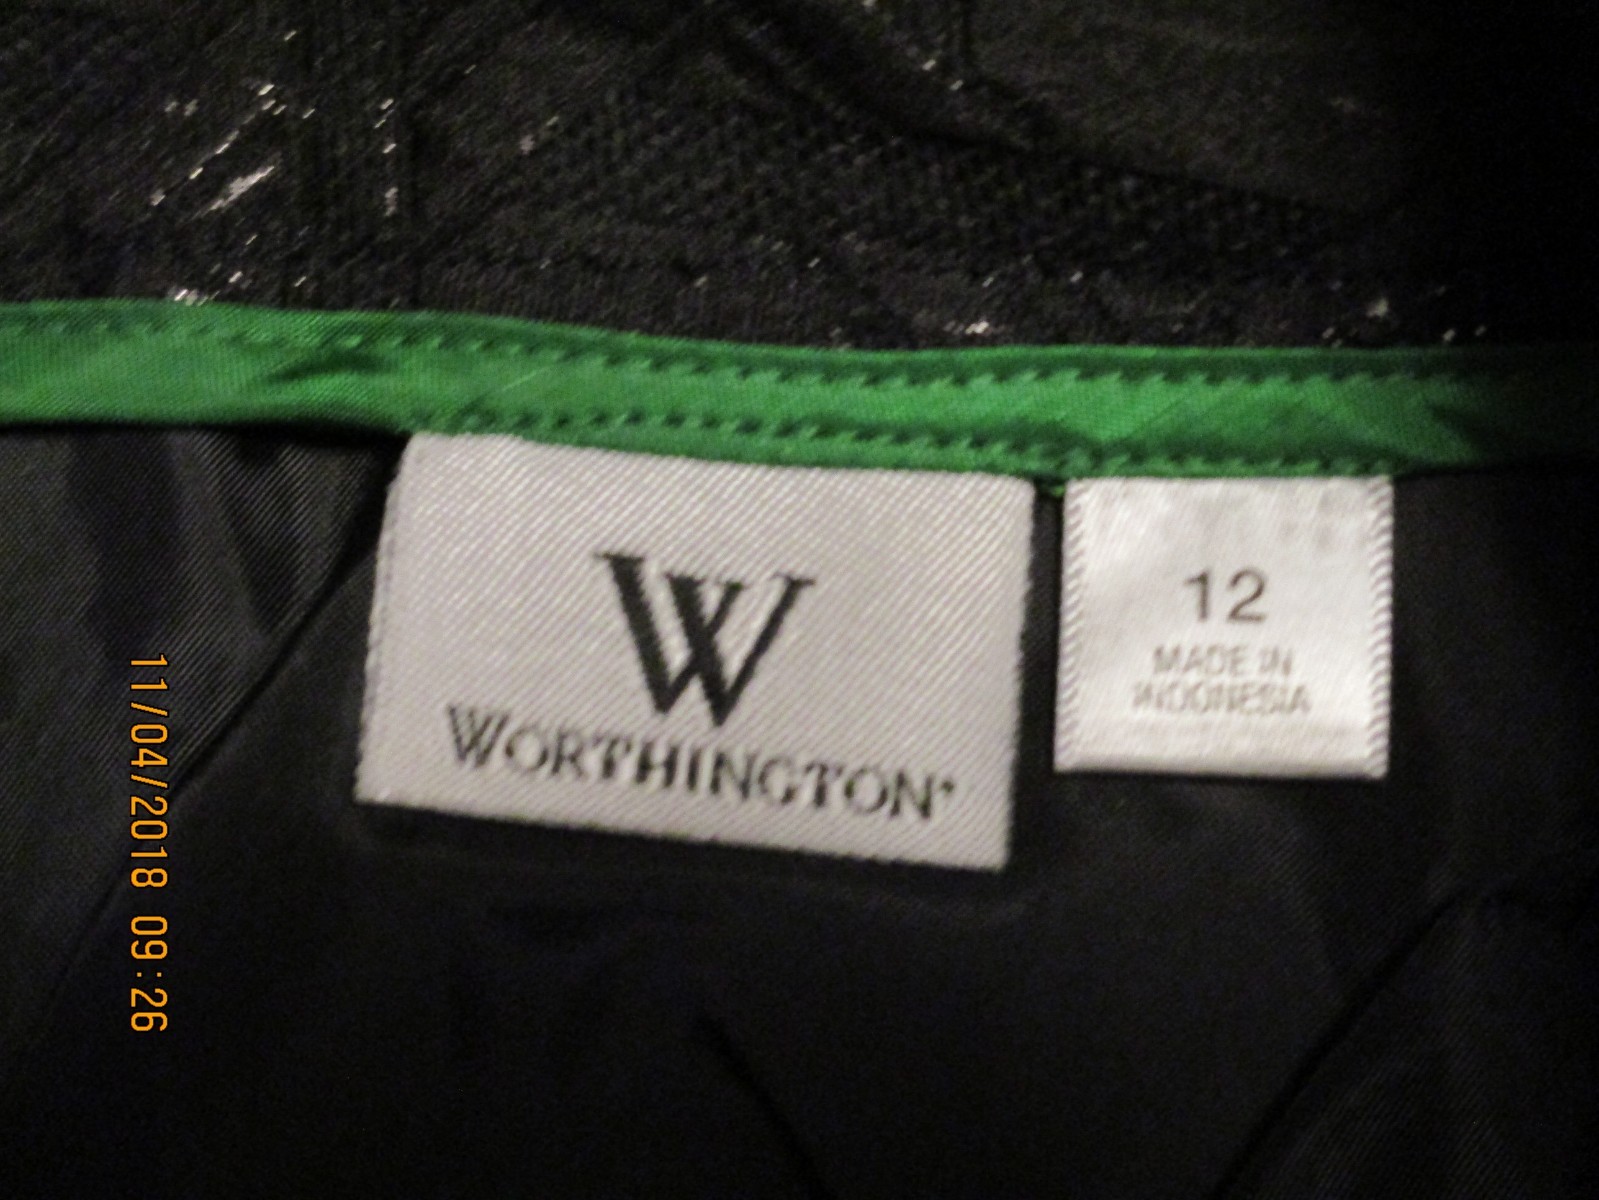 W
WORTHINGTON
12
MADE IN
INDONESIA
11/04/2018 09:26